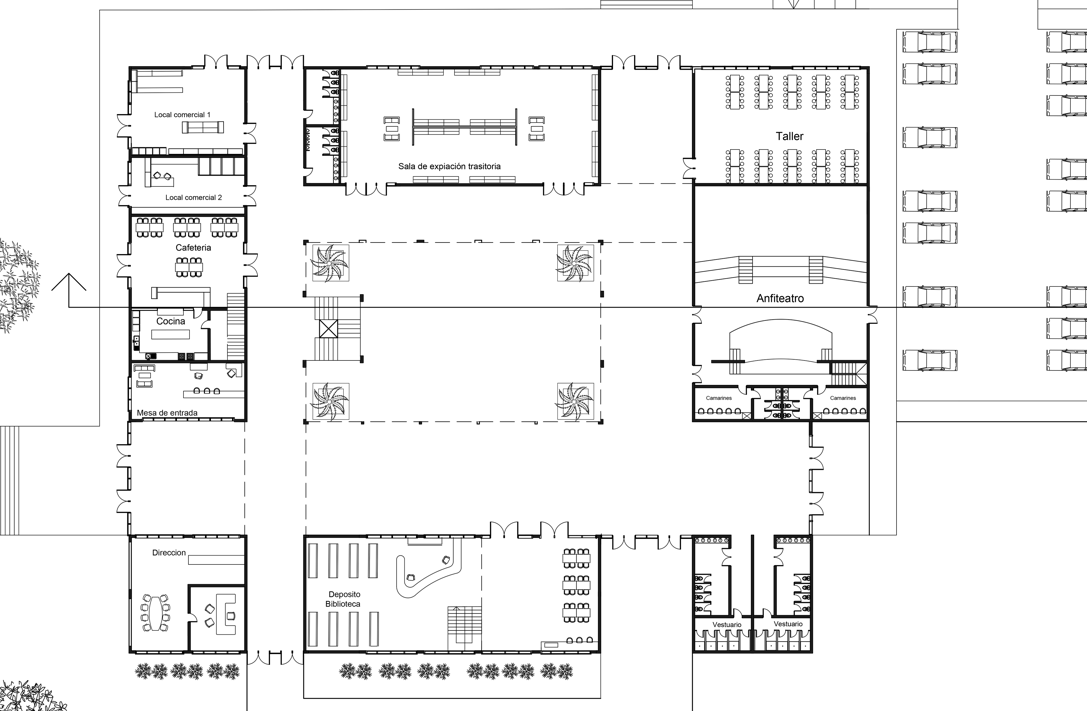 Local comercial 1
Sala de expiación trasitoria
Taller
Local comercial 2
Cafeteria
Anfiteatro
Cocina
Mesa de entrada
Camarines
Camarines
Direccion
Deposito
Biblioteca
Vestuario
Vestuario